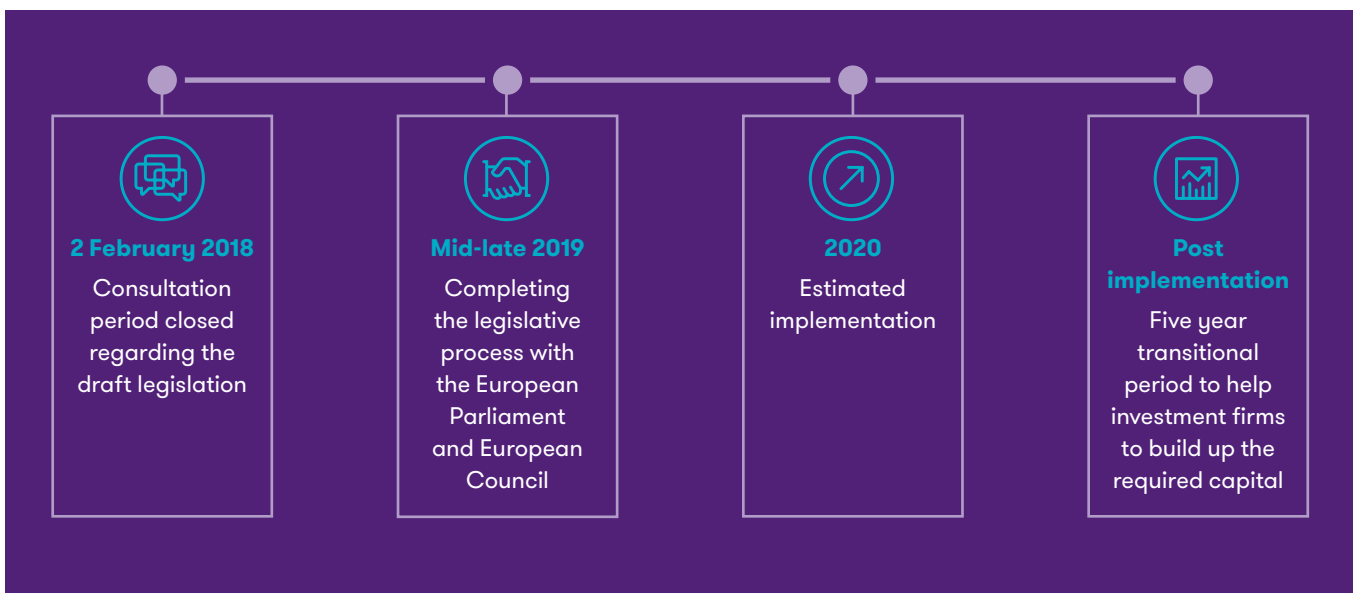 2 February 2018
Consultation
period closed
regarding the
draft legislation
Mid-late 2019
Completing
the legislative
process with
the European
Parliament
and European
Council
2020
Estimated
implementation
Post
implementation
Five year
transitional
period to help
investment firms
to build up the
required capital